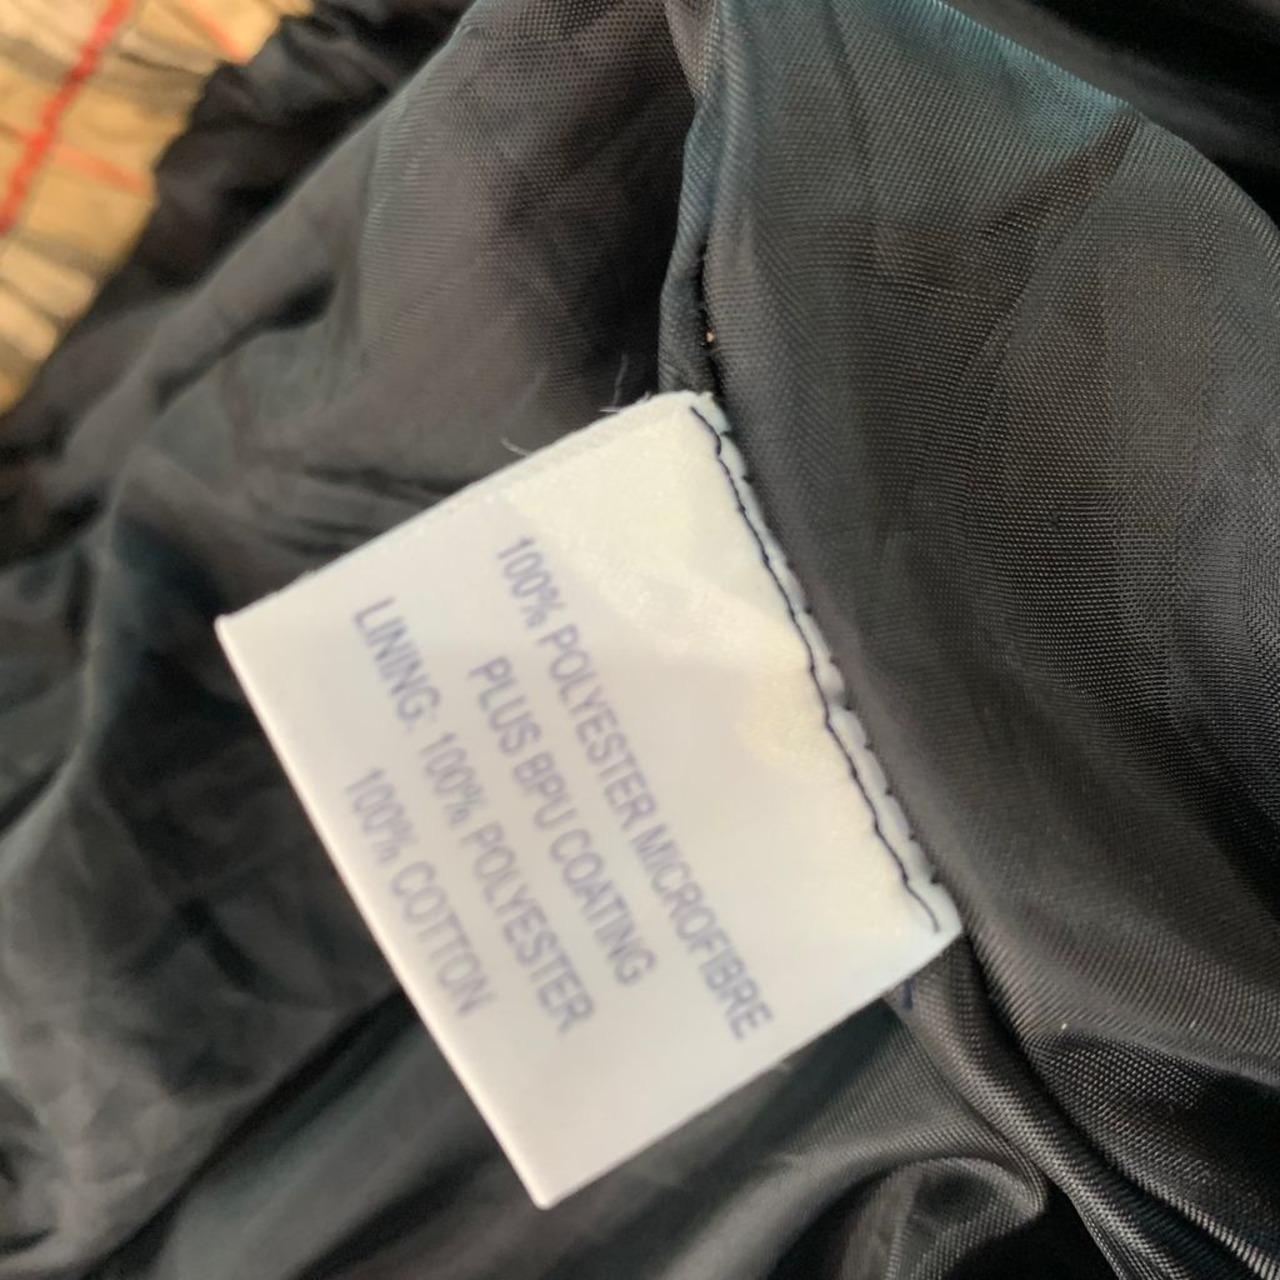 100% POLYESTER MICROFIBRE
PLUS BPU COATING
LINING: 100% POLYESTER
100% COTTON